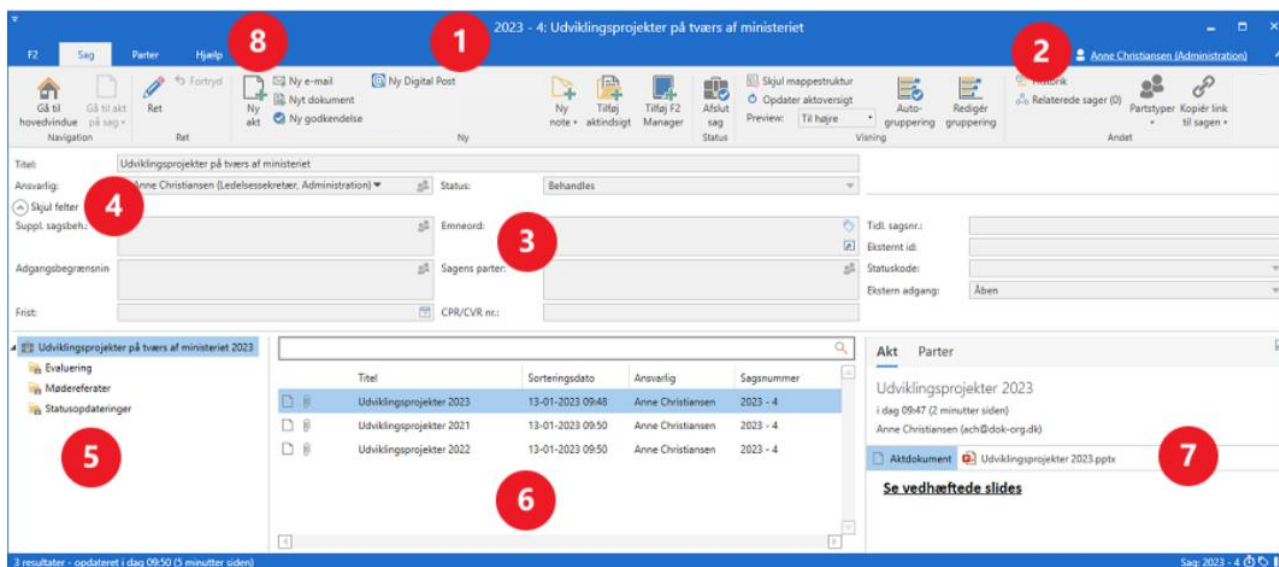 8
1
2023 - 4: Udviklingsprojekter på tværs af ministeriet
2
F2 Sag Parter Hjælp
Anne Christiansen (Administration)
Gå til hovedvindue
Gå til akt på sag
Navigation
Ret
Fortryd
Ret
Ny akt
Ny e-mail
Nyt dokument
Ny godkendelse
Ny Digital Post
Ny note
Tilføj aktindsigt
Tilføj F2 Manager
Ny
Afslut sag
Status
Skjul mappestruktur
Opdater aktoversigt
Preview: Til højre
Auto-gruppering
Redigér gruppering
Visning
Historik
Relaterede sager (0)
Partstyper
Kopiér link til sagen
Andet
Titel: Udviklingsprojekter på tværs af ministeriet
Ansvarlig: Anne Christiansen (Ledelsessekretær, Administration) Status: Behandles
4
Skjul felter
Suppl. sagsbeh.: Emneord: Tidl. sagsnr.:
3
Eksternt id:
Adgangsbegrænsnin Sagens parter: Statuskode:
Ekstern adgang: Åben
Frist: CPR/CVR nr.:
Udviklingsprojekter på tværs af ministeriet 2023
Evaluering
Mødereferater
Statusopdateringer
5
Titel Sorteringsdato Ansvarlig Sagsnummer
Udviklingsprojekter 2023 13-01-2023 09:48 Anne Christiansen 2023 - 4
Udviklingsprojekter 2021 13-01-2023 09:50 Anne Christiansen 2023 - 4
Udviklingsprojekter 2022 13-01-2023 09:50 Anne Christiansen 2023 - 4
6
Akt Parter
Udviklingsprojekter 2023
i dag 09:47 (2 minutter siden)
Anne Christiansen (ach@dok-org.dk)
Aktdokument Udviklingsprojekter 2023.pptx
7
Se vedhæftede slides
3 resultater - opdateret i dag 09:50 (5 minutter siden)
Sag: 2023 - 4